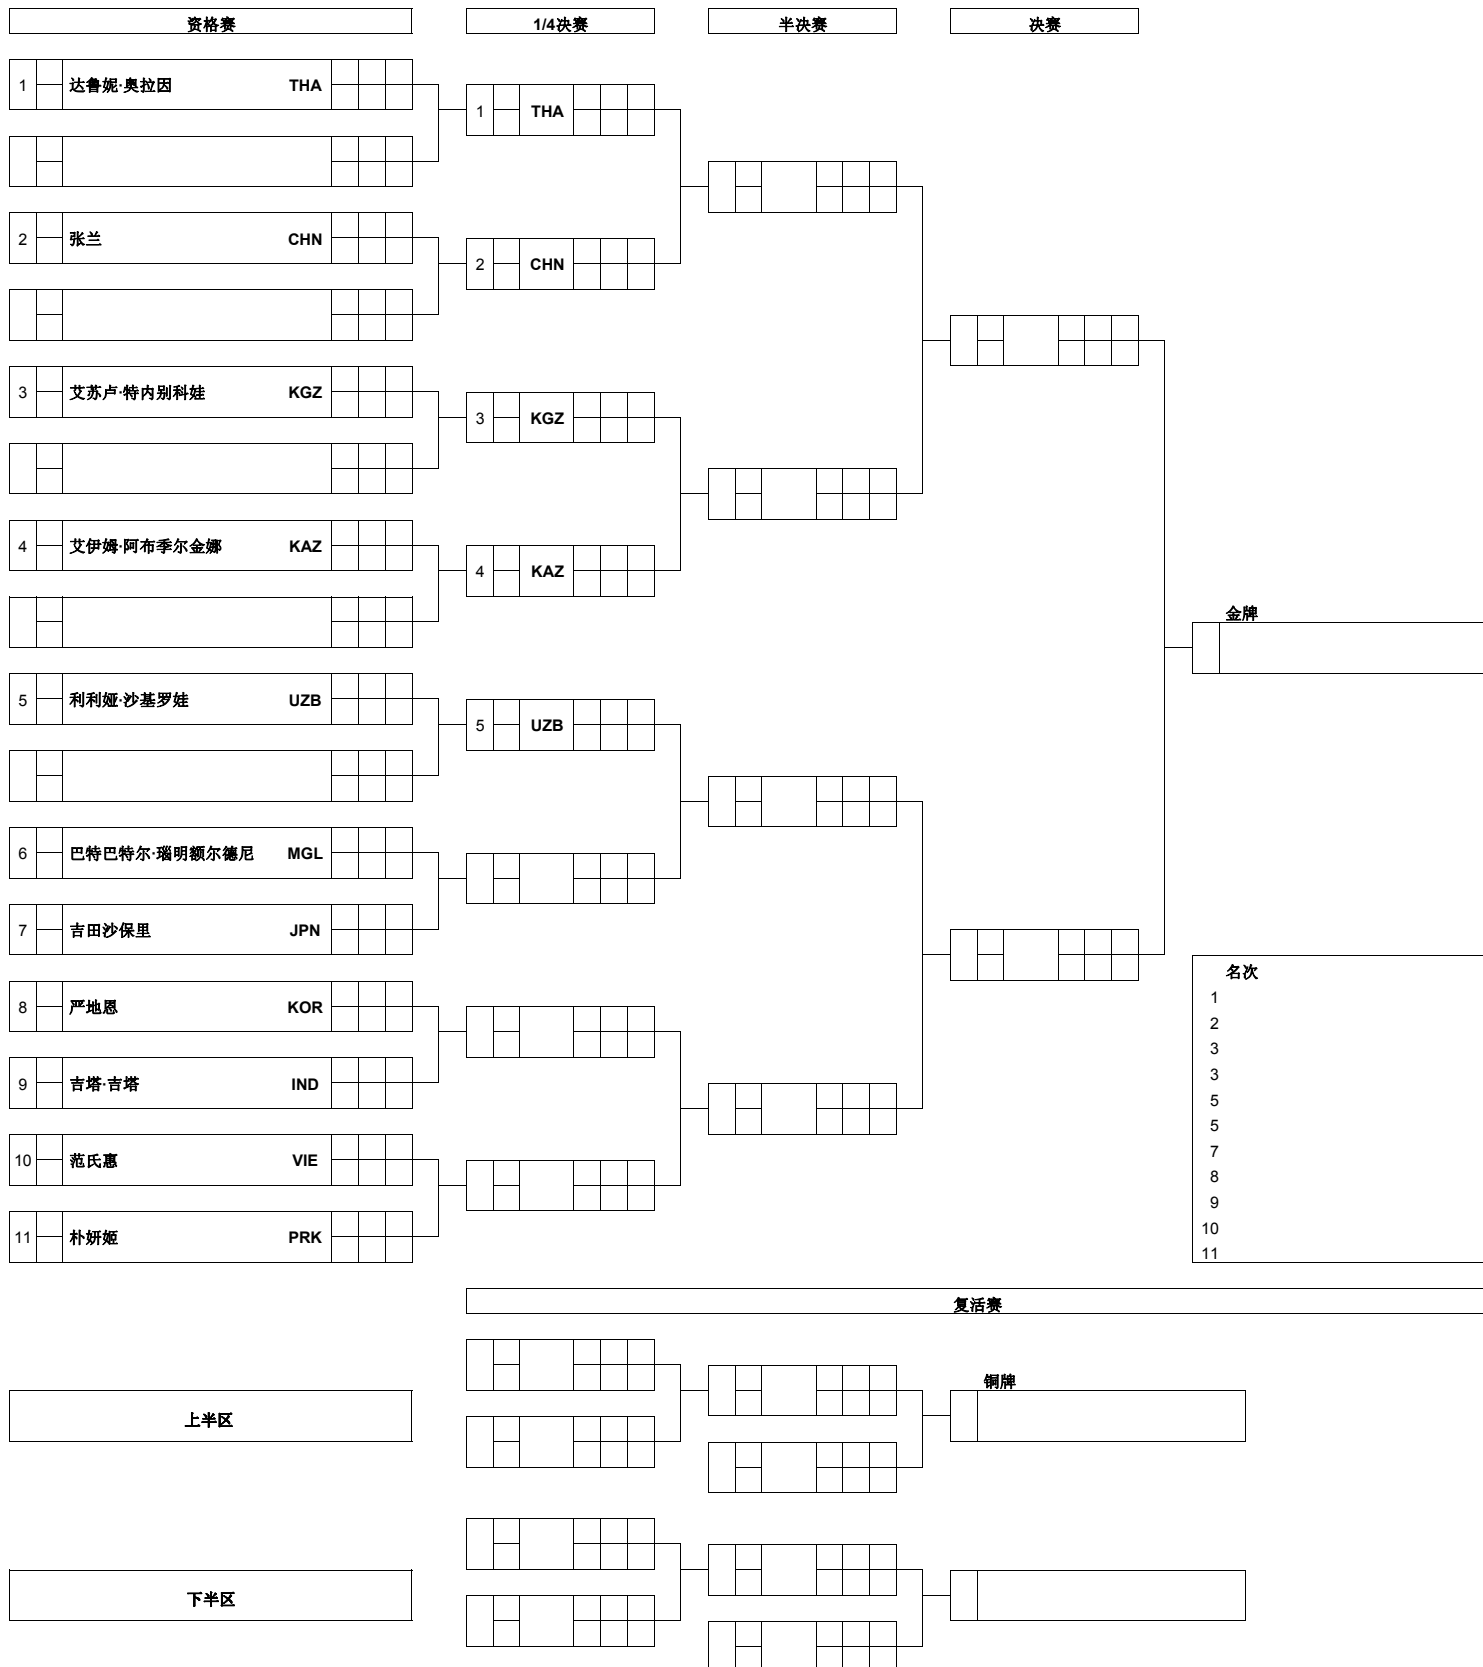 资格赛 1/4决赛 半决赛 决赛
1 达鲁妮·奥拉因 THA
1 THA
2 张兰 CHN
2 CHN
3 艾苏卢·特内别科娃 KGZ
3 KGZ
4 艾伊姆·阿布季尔金娜 KAZ
4 KAZ
金牌
5 利利娅·沙基罗娃 UZB
5 UZB
6 巴特巴特尔·瑙明额尔德尼 MGL
7 吉田沙保里 JPN
名次
1
2
3
3
5
5
7
8
9
10
11
8 严地恩 KOR
9 吉塔·吉塔 IND
10 范氏惠 VIE
11 朴妍姬 PRK
复活赛
铜牌
上半区
下半区